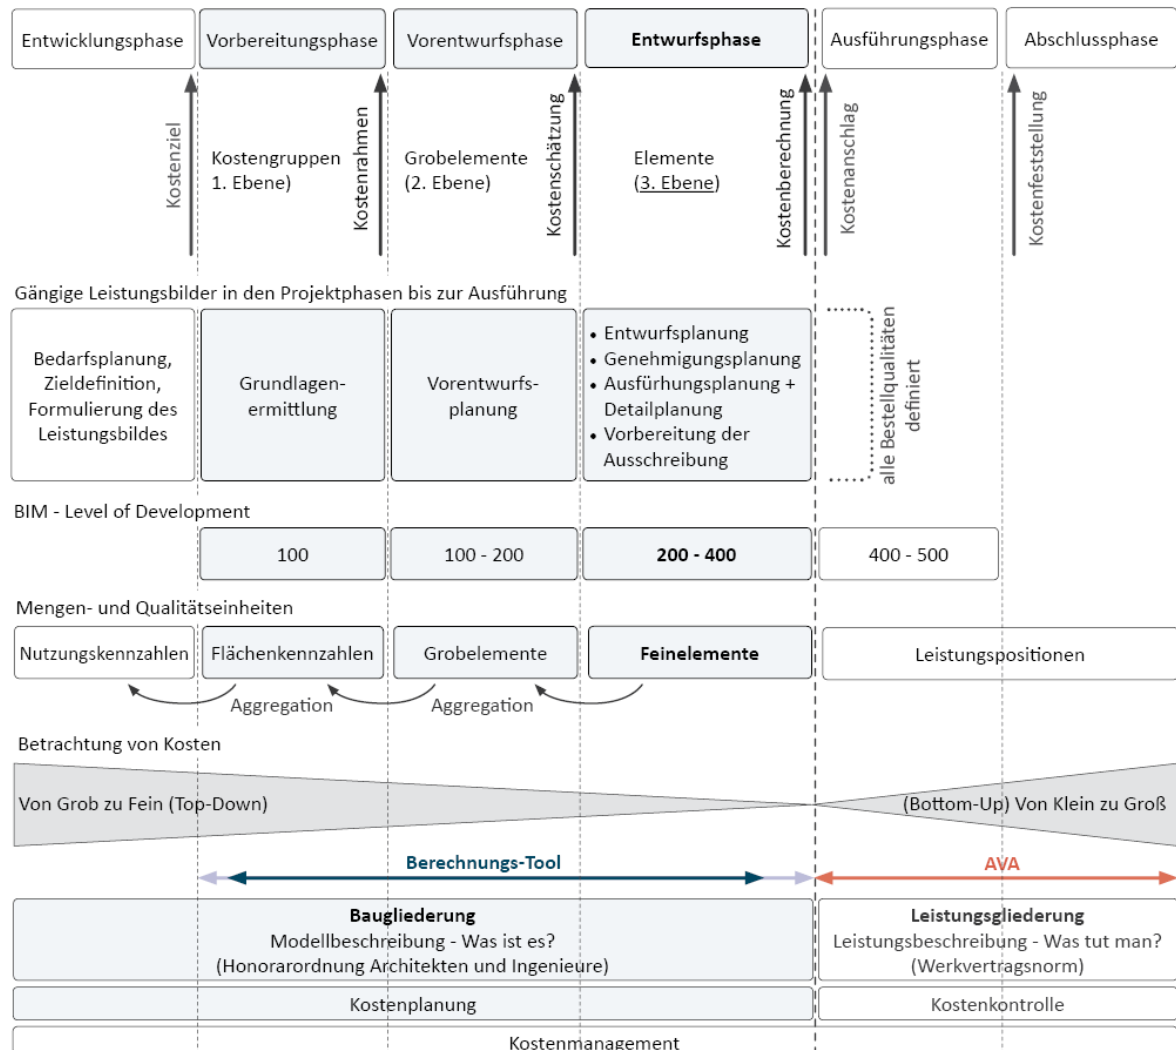 Entwicklungsphase
Vorbereitungsphase
Vorentwurfsphase
Entwurfsphase
Ausführungsphase
Abschlussphase
Kostenziel
Kostengruppen
1. Ebene)
Kostenrahmen
Grobelemente
(2. Ebene)
Kostenschätzung
Elemente
(3. Ebene)
Kostenberechnung
Kostenanschlag
Kostenfeststellung
Gängige Leistungsbilder in den Projektphasen bis zur Ausführung
Bedarfsplanung,
Zieldefinition,
Formulierung des
Leistungsbildes
Grundlagen-
ermittlung
Vorentwurfs-
planung
• Entwurfsplanung
• Genehmigungsplanung
• Ausfürhungsplanung +
Detailplanung
• Vorbereitung der
Ausschreibung
alle Bestellqualitäten
definiert
BIM - Level of Development
100
100 - 200
200 - 400
400 - 500
Mengen- und Qualitätseinheiten
Nutzungskennzahlen
Flächenkennzahlen
Grobelemente
Feinelemente
Leistungspositionen
Aggregation
Aggregation
Betrachtung von Kosten
Von Grob zu Fein (Top-Down)
(Bottom-Up) Von Klein zu Groß
Berechnungs-Tool
AVA
Baugliederung
Modellbeschreibung - Was ist es?
(Honorarordnung Architekten und Ingenieure)
Leistungsgliederung
Leistungsbeschreibung - Was tut man?
(Werkvertragsnorm)
Kostenplanung
Kostenkontrolle
Kostenmanagement